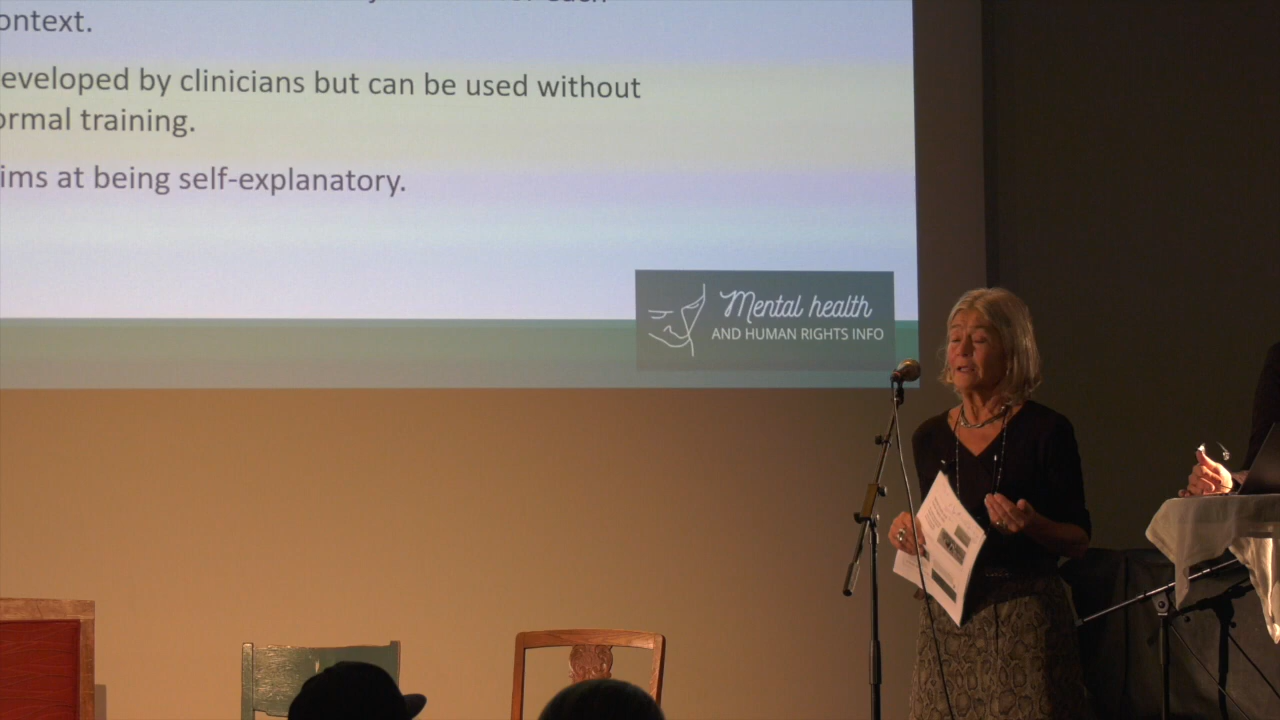 ontext.
eveloped by clinicians but can be used without
ormal training.
ims at being self-explanatory.
Mental health
AND HUMAN RIGHTS INFO